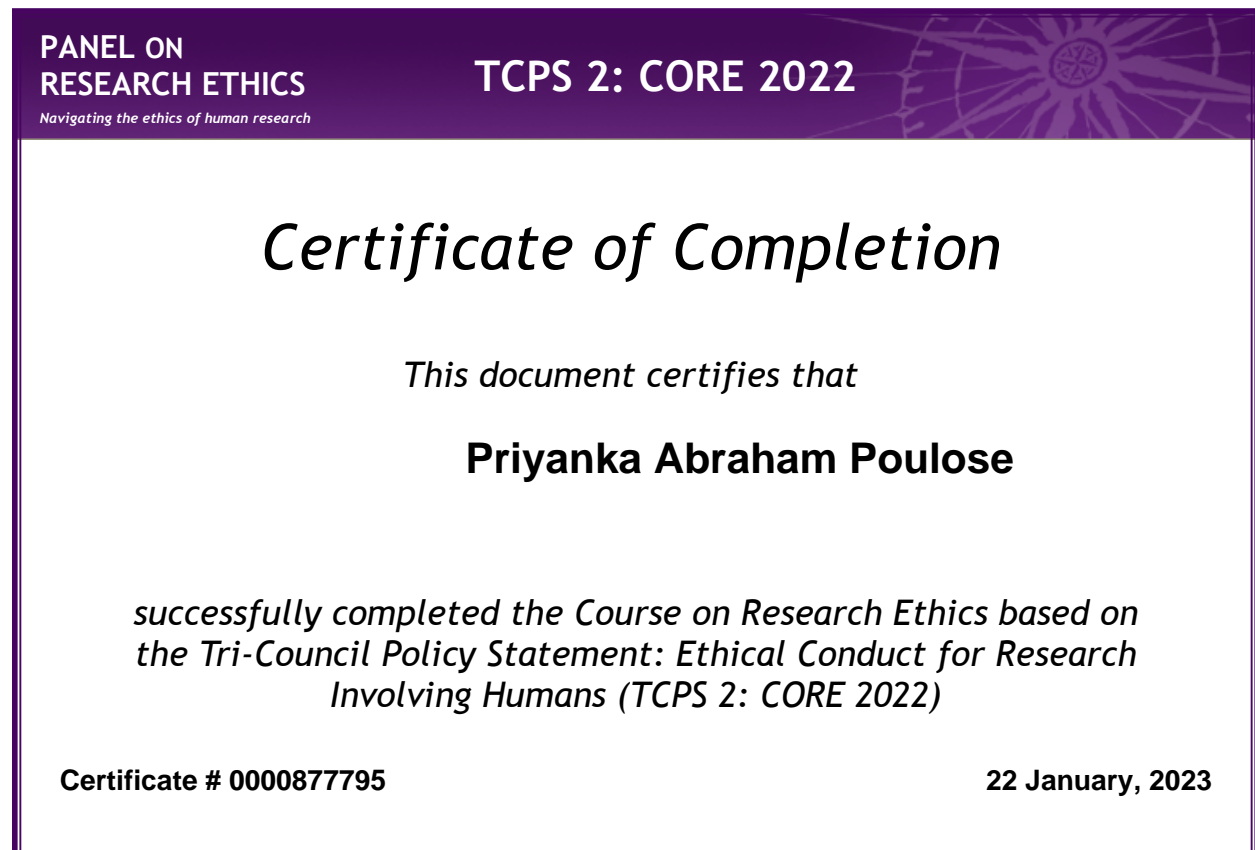 PANEL ON
RESEARCH ETHICS
Navigating the ethics of human research
TCPS 2: CORE 2022
Certificate of Completion
This document certifies that
Priyanka Abraham Poulose
successfully completed the Course on Research Ethics based on
the Tri-Council Policy Statement: Ethical Conduct for Research
Involving Humans (TCPS 2: CORE 2022)
Certificate # 0000877795
22 January, 2023